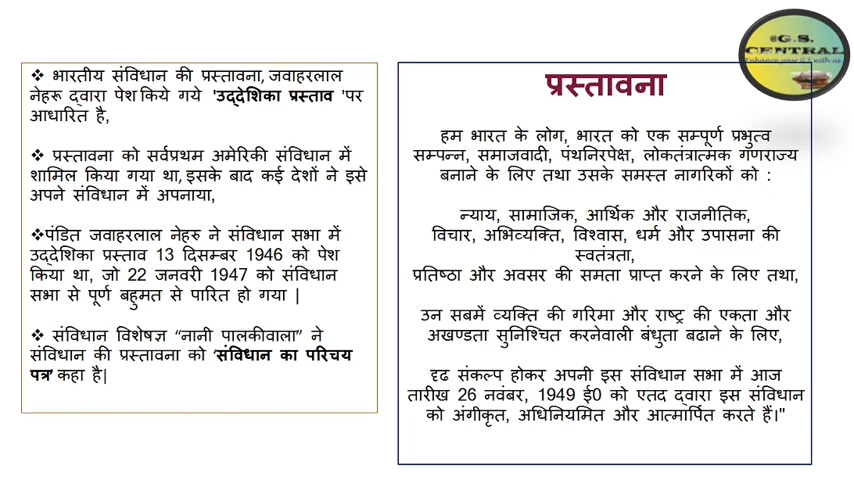 @G.S.
CENTRAL
Enhance your G.S with us.
❖ भारतीय संविधान की प्रस्तावना, जवाहरलाल
नेहरू द्वारा पेश किये गये 'उद्देशिका प्रस्ताव 'पर
आधारित है,
❖ प्रस्तावना को सर्वप्रथम अमेरिकी संविधान में
शामिल किया गया था, इसके बाद कई देशों ने इसे
अपने संविधान में अपनाया,
❖पंडित जवाहरलाल नेहरु ने संविधान सभा में
उद्देशिका प्रस्ताव 13 दिसम्बर 1946 को पेश
किया था, जो 22 जनवरी 1947 को संविधान
सभा से पूर्ण बहुमत से पारित हो गया |
❖ संविधान विशेषज्ञ “नानी पालकीवाला” ने
संविधान की प्रस्तावना को ‘संविधान का परिचय
पत्र’ कहा है|
प्रस्तावना
हम भारत के लोग, भारत को एक सम्पूर्ण प्रभुत्व
सम्पन्न, समाजवादी, पंथनिरपेक्ष, लोकतंत्रात्मक गणराज्य
बनाने के लिए तथा उसके समस्त नागरिकों को :
न्याय, सामाजिक, आर्थिक और राजनीतिक,
विचार, अभिव्यक्ति, विश्वास, धर्म और उपासना की
स्वतंत्रता,
प्रतिष्ठा और अवसर की समता प्राप्त करने के लिए तथा,
उन सबमें व्यक्ति की गरिमा और राष्ट्र की एकता और
अखण्डता सुनिश्चित करनेवाली बंधुता बढाने के लिए,
दृढ संकल्प होकर अपनी इस संविधान सभा में आज
तारीख 26 नवंबर, 1949 ई0 को एतद द्वारा इस संविधान
को अंगीकृत, अधिनियमित और आत्मार्पित करते हैं।"